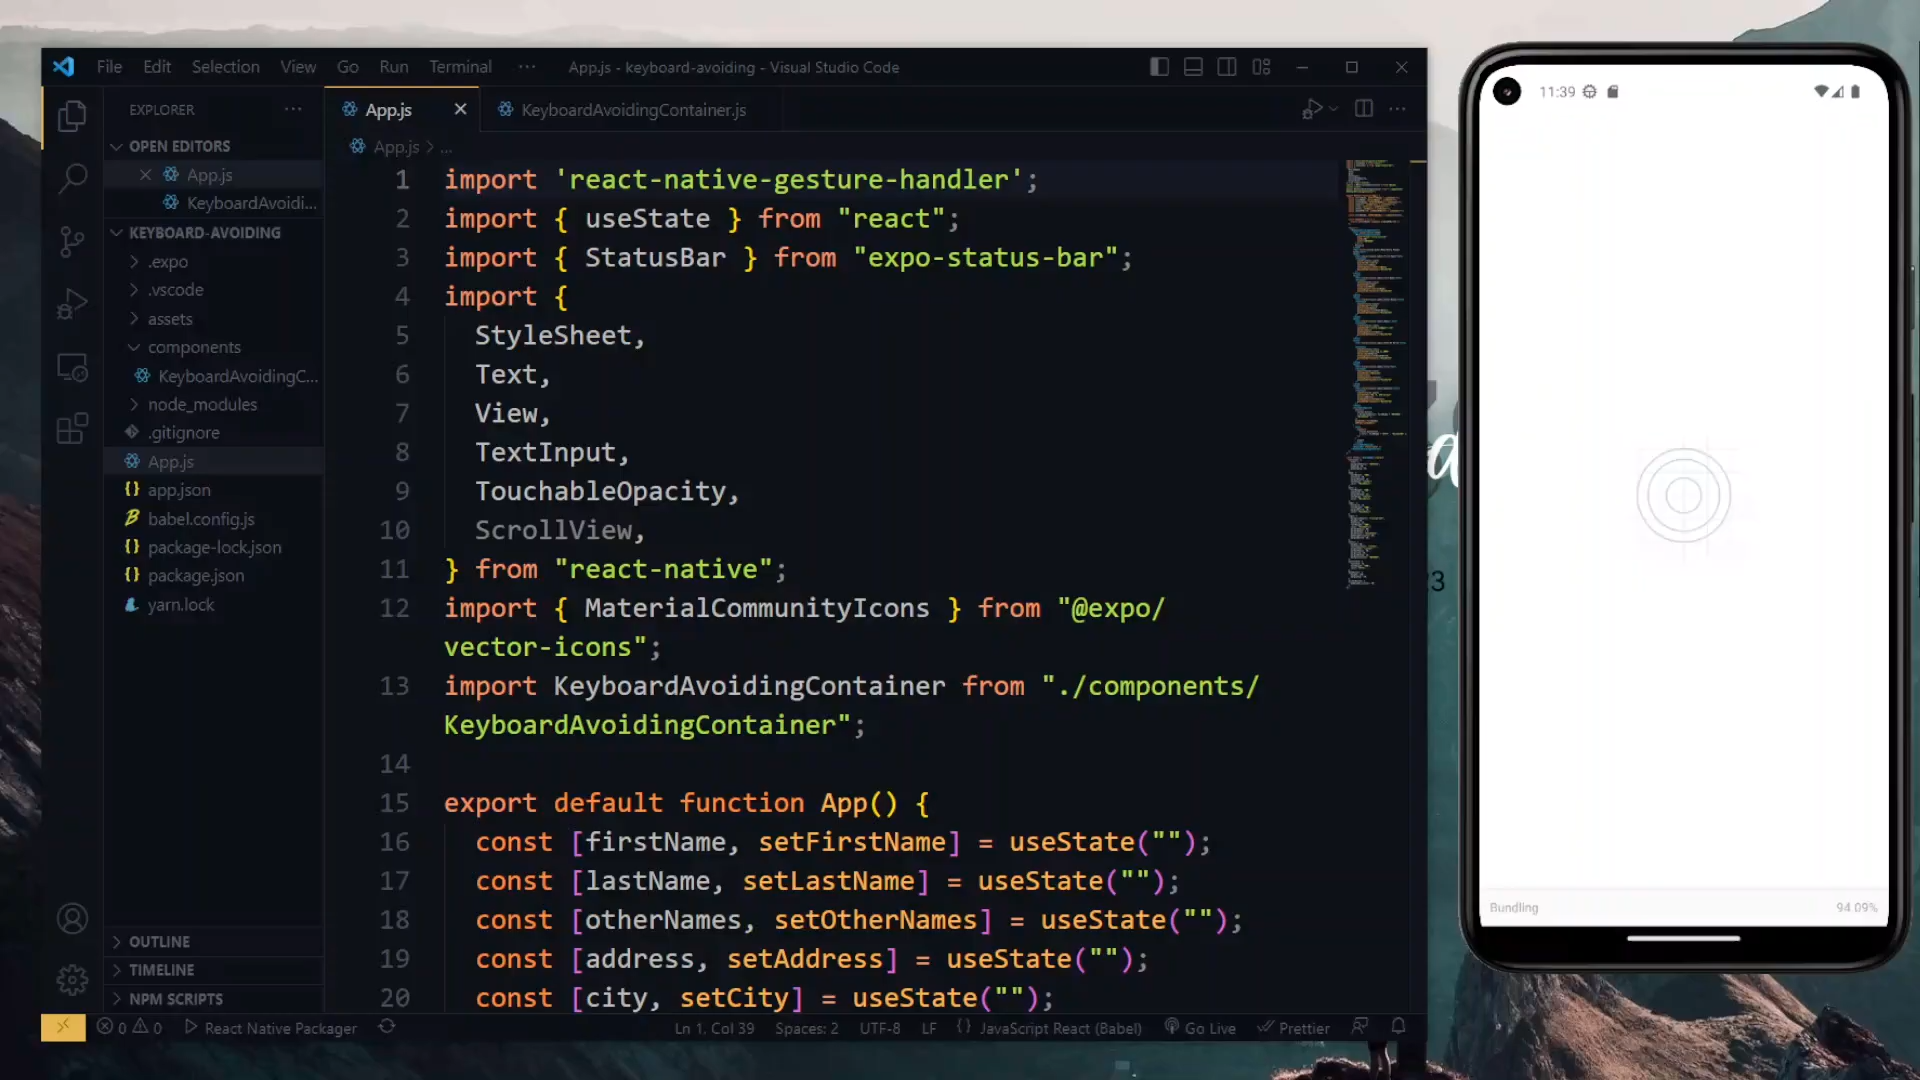 File Edit Selection View Go Run Terminal ··· App.js - keyboard-avoiding - Visual Studio Code
EXPLORER ···
OPEN EDITORS
App.js
KeyboardAvoidi...
KEYBOARD-AVOIDING
.expo
.vscode
assets
components
KeyboardAvoidingC...
node_modules
.gitignore
App.js
{} app.json
babel.config.js
{} package-lock.json
{} package.json
yarn.lock
OUTLINE
TIMELINE
NPM SCRIPTS
App.js KeyboardAvoidingContainer.js
App.js > ...
1 import 'react-native-gesture-handler';
2 import { useState } from "react";
3 import { StatusBar } from "expo-status-bar";
4 import {
5 StyleSheet,
6 Text,
7 View,
8 TextInput,
9 TouchableOpacity,
10 ScrollView,
11 } from "react-native";
12 import { MaterialCommunityIcons } from "@expo/
vector-icons";
13 import KeyboardAvoidingContainer from "./components/
KeyboardAvoidingContainer";
14
15 export default function App() {
16 const [firstName, setFirstName] = useState("");
17 const [lastName, setLastName] = useState("");
18 const [otherNames, setOtherNames] = useState("");
19 const [address, setAddress] = useState("");
20 const [city, setCity] = useState("");
0 0 React Native Packager Ln 1, Col 39 Spaces: 2 UTF-8 LF {} JavaScript React (Babel) Go Live Prettier
11:39
Bundling 94.09%